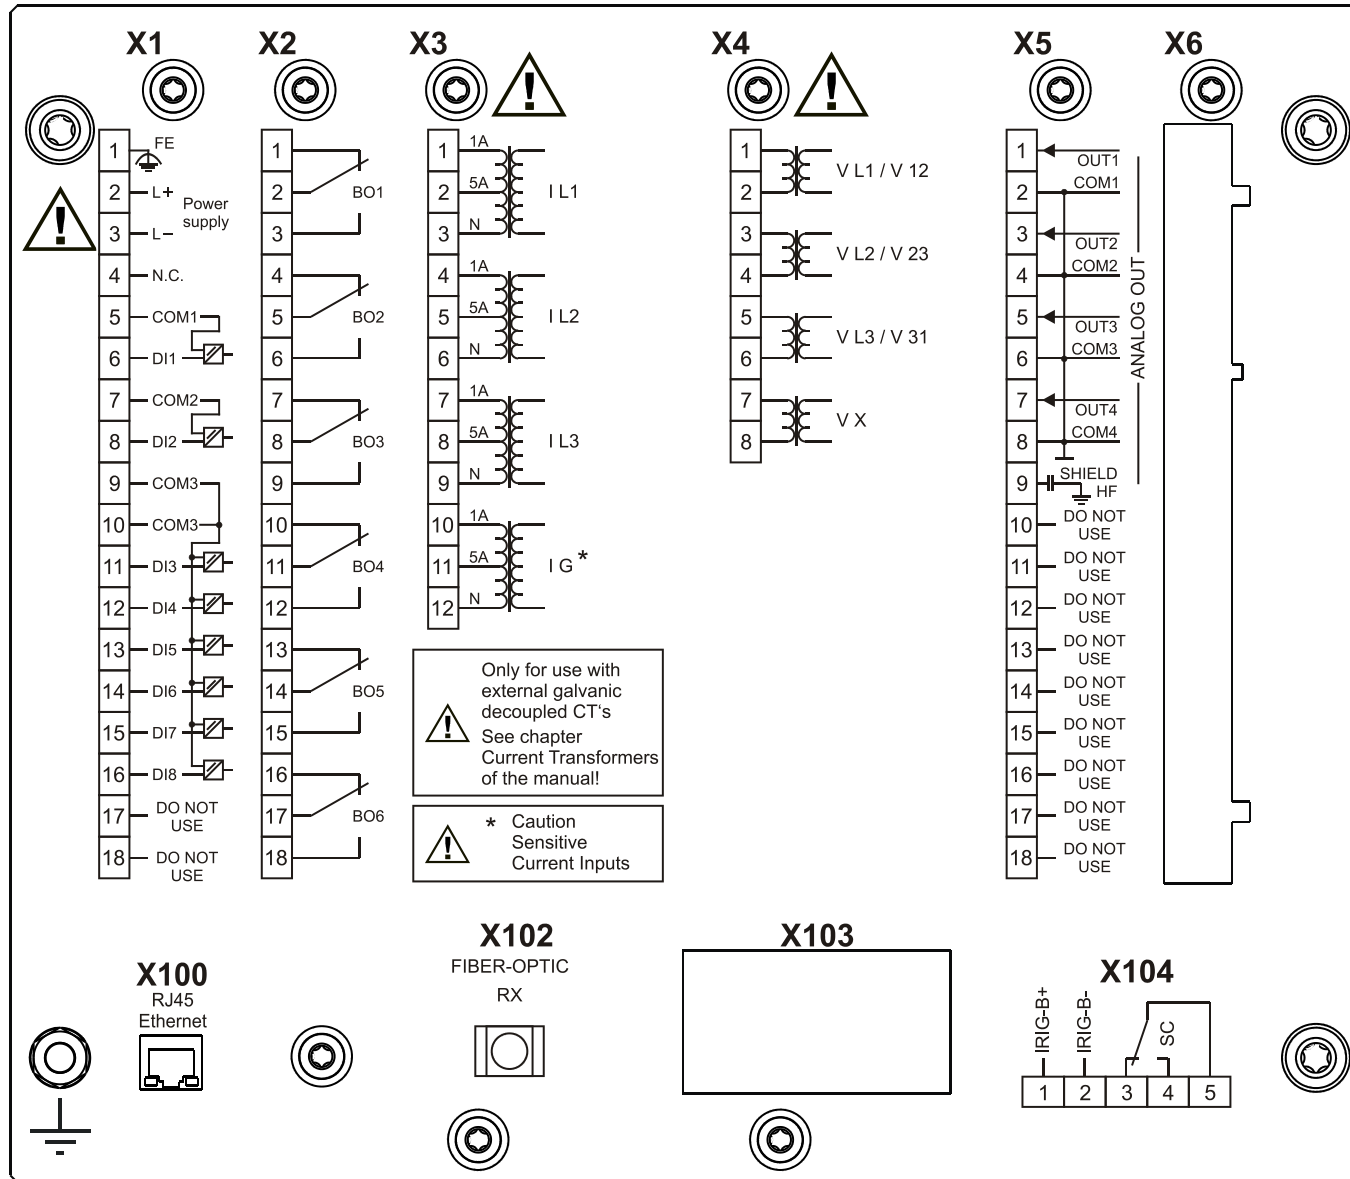 X1
X2
X3
X4
X5
X6
1 FE
2 L+
Power
supply
3 L−
4 N.C.
5 COM1
6 DI1
7 COM2
8 DI2
9 COM3
10 COM3
11 DI3
12 DI4
13 DI5
14 DI6
15 DI7
16 DI8
17 DO NOT
USE
18 DO NOT
USE
1
2 BO1
3
4
5 BO2
6
7
8 BO3
9
10
11 BO4
12
13
14 BO5
15
16
17 BO6
18
1 1A
2 5A I L1
3 N
4 1A
5 5A I L2
6 N
7 1A
8 5A I L3
9 N
10 1A
11 5A I G *
12 N
Only for use with
external galvanic
decoupled CT's
See chapter
Current Transformers
of the manual!
* Caution
Sensitive
Current Inputs
1
V L1 / V 12
2
3
V L2 / V 23
4
5
V L3 / V 31
6
7
V X
8
1 OUT1
2 COM1
3 OUT2
4 COM2
5 OUT3
6 COM3
7 OUT4
8 COM4
ANALOG OUT
9 SHIELD
HF
10 DO NOT
USE
11 DO NOT
USE
12 DO NOT
USE
13 DO NOT
USE
14 DO NOT
USE
15 DO NOT
USE
16 DO NOT
USE
17 DO NOT
USE
18 DO NOT
USE
X100
RJ45
Ethernet
X102
FIBER-OPTIC
RX
X103
X104
IRIG-B+
IRIG-B-
SC
1 2 3 4 5